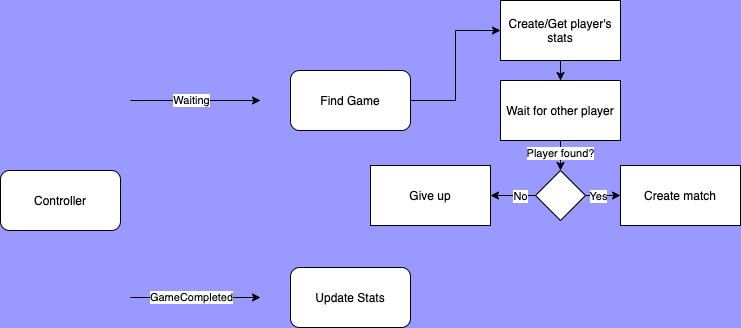 Create/Get player's
stats
Waiting
Find Game
Wait for other player
Player found?
Controller
Give up
No
Yes
Create match
GameCompleted
Update Stats